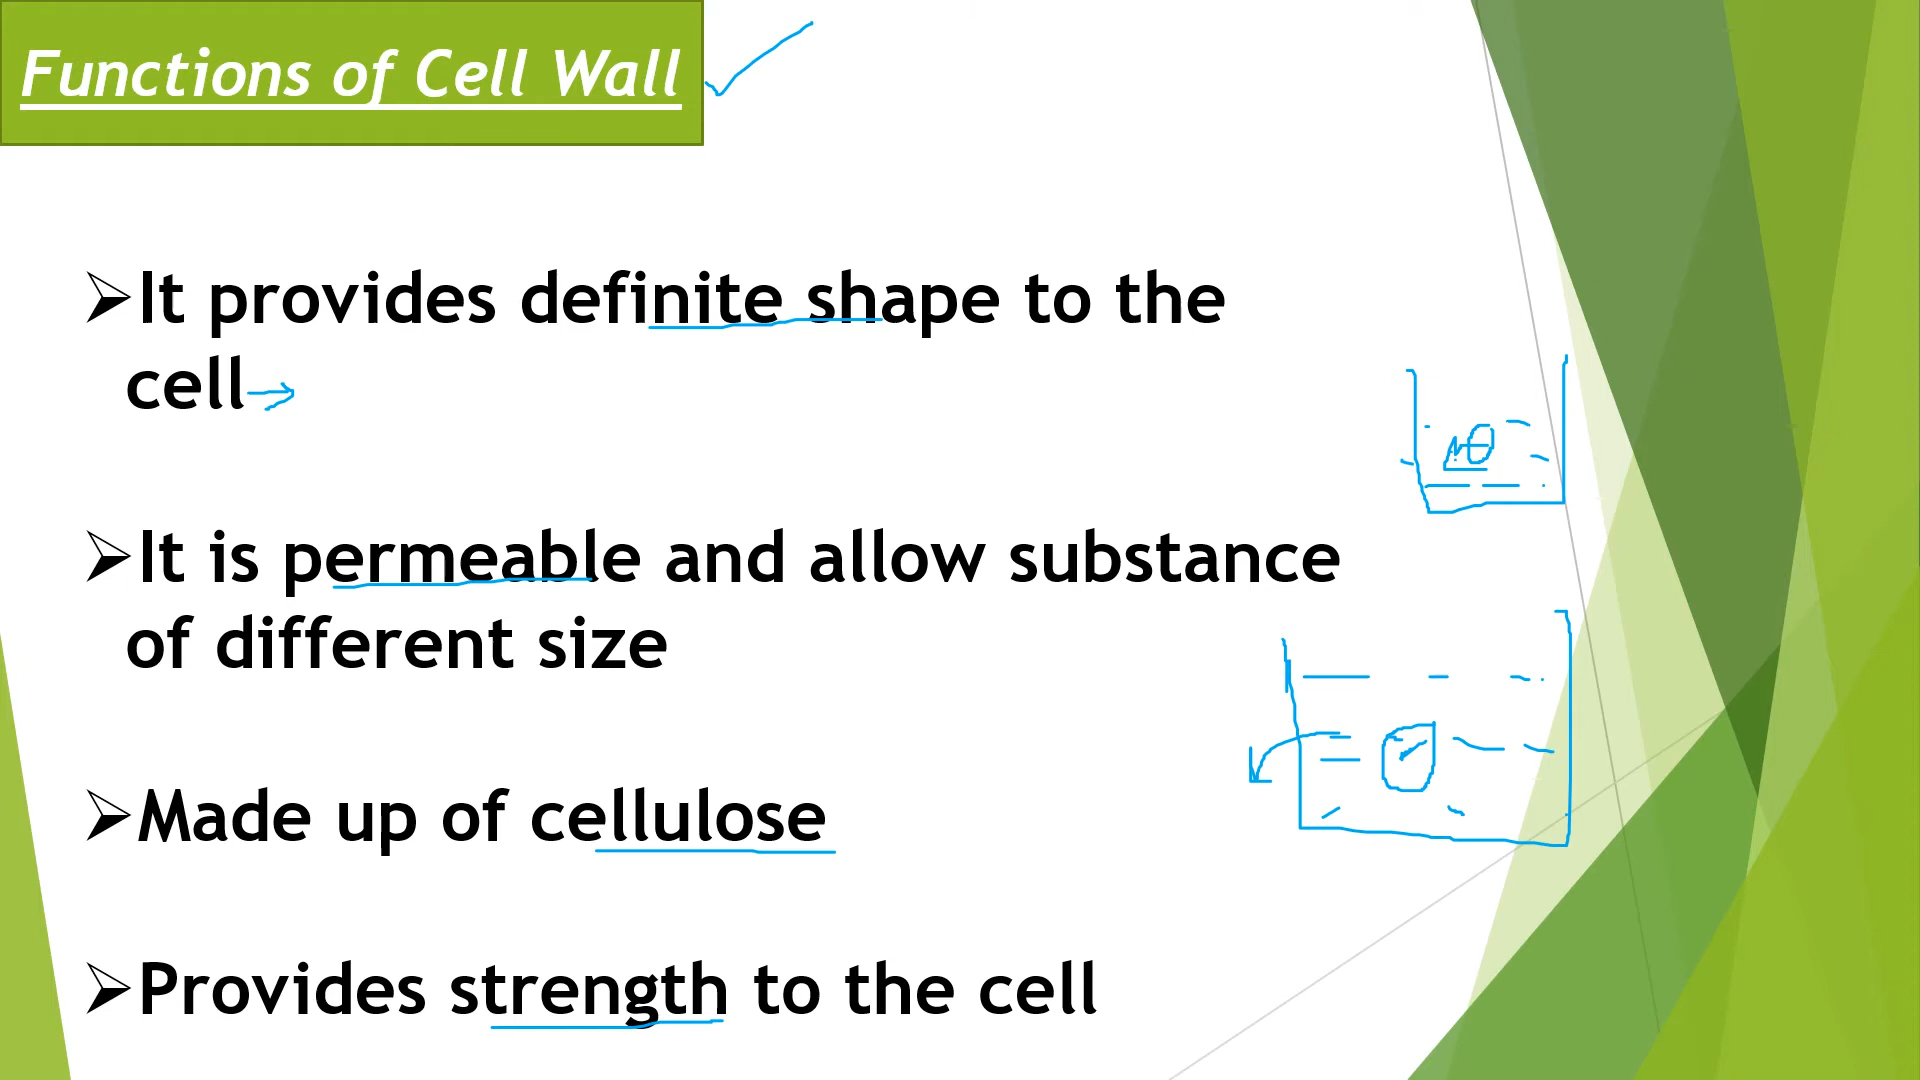 Functions of Cell Wall
➢It provides definite shape to the
cell
➢It is permeable and allow substance
of different size
➢Made up of cellulose
➢Provides strength to the cell